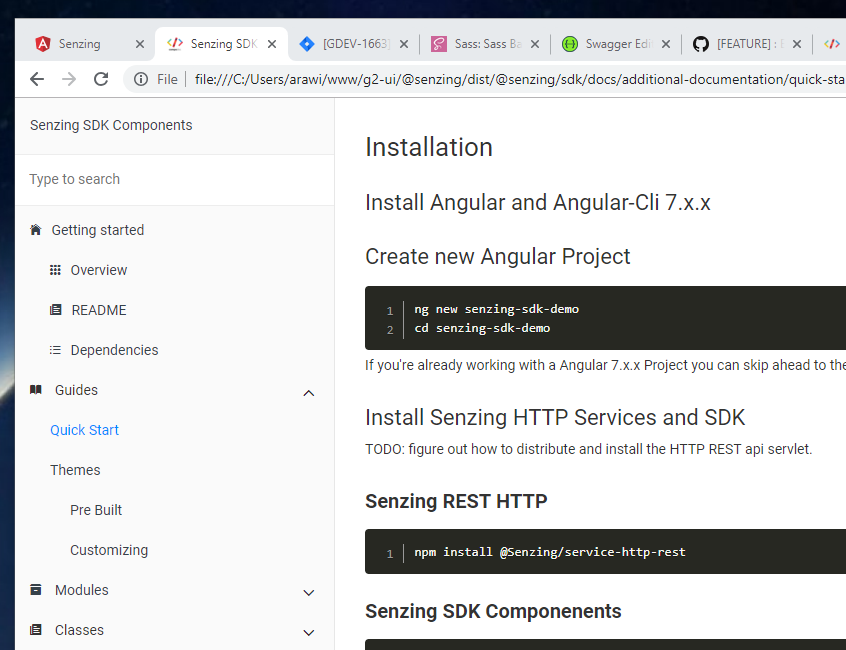 Senzing
Senzing SDK
[GDEV-1663]
Sass: Sass Ba
Swagger Edi
[FEATURE] : E
File
file:///C:/Users/arawi/www/g2-ui/@senzing/dist/@senzing/sdk/docs/additional-documentation/quick-sta
Senzing SDK Components
Type to search
Getting started
Overview
README
Dependencies
Guides
Quick Start
Themes
Pre Built
Customizing
Modules
Classes
Installation
Install Angular and Angular-Cli 7.x.x
Create new Angular Project
1 ng new senzing-sdk-demo
2 cd senzing-sdk-demo
If you're already working with a Angular 7.x.x Project you can skip ahead to the
Install Senzing HTTP Services and SDK
TODO: figure out how to distribute and install the HTTP REST api servlet.
Senzing REST HTTP
1 npm install @Senzing/service-http-rest
Senzing SDK Componenents